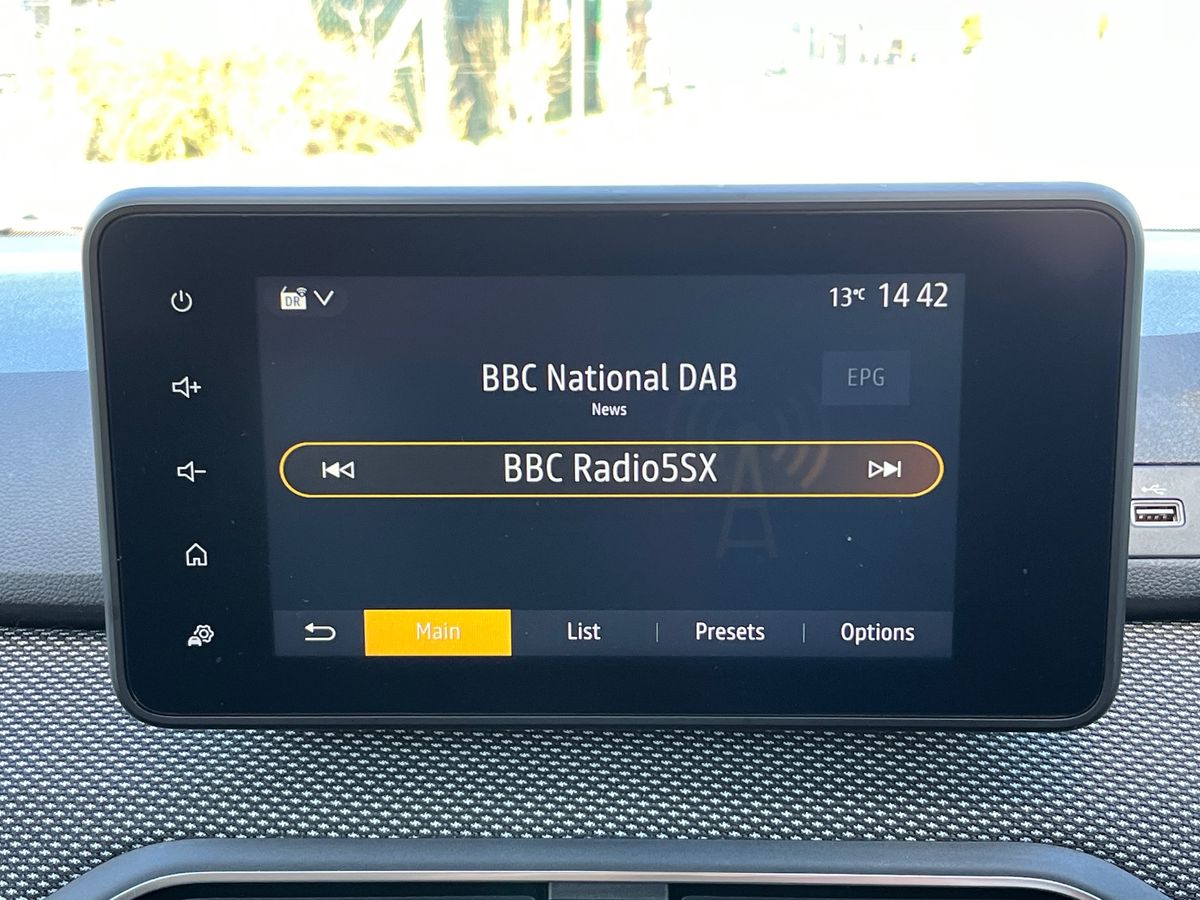 DR
13°C 14 42
BBC National DAB
EPG
News
BBC Radio5SX
Main
List
Presets
Options